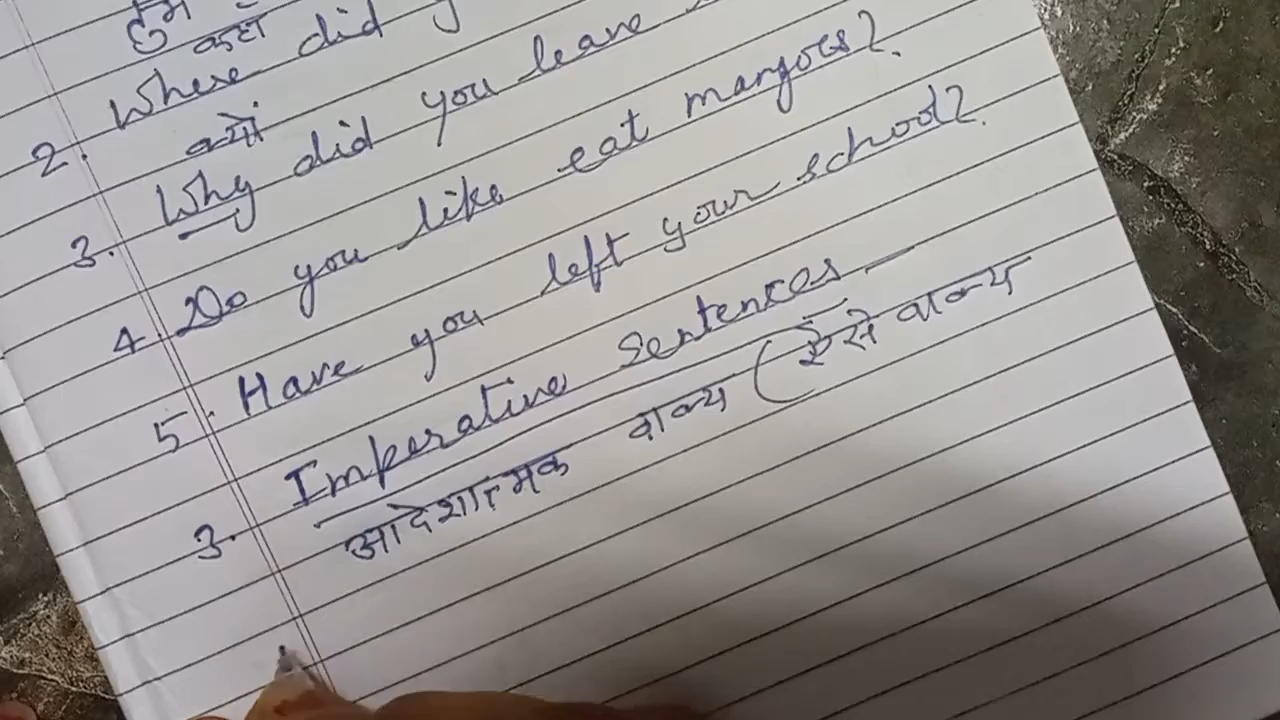 तुम कहाँ
2. Where did
क्यों
3. Why did you leave
4. Do you like eat mangoes?
5. Have you left your school?
3. Imperative Sentences —
आदेशात्मक वाक्य (ऐसे वाक्य